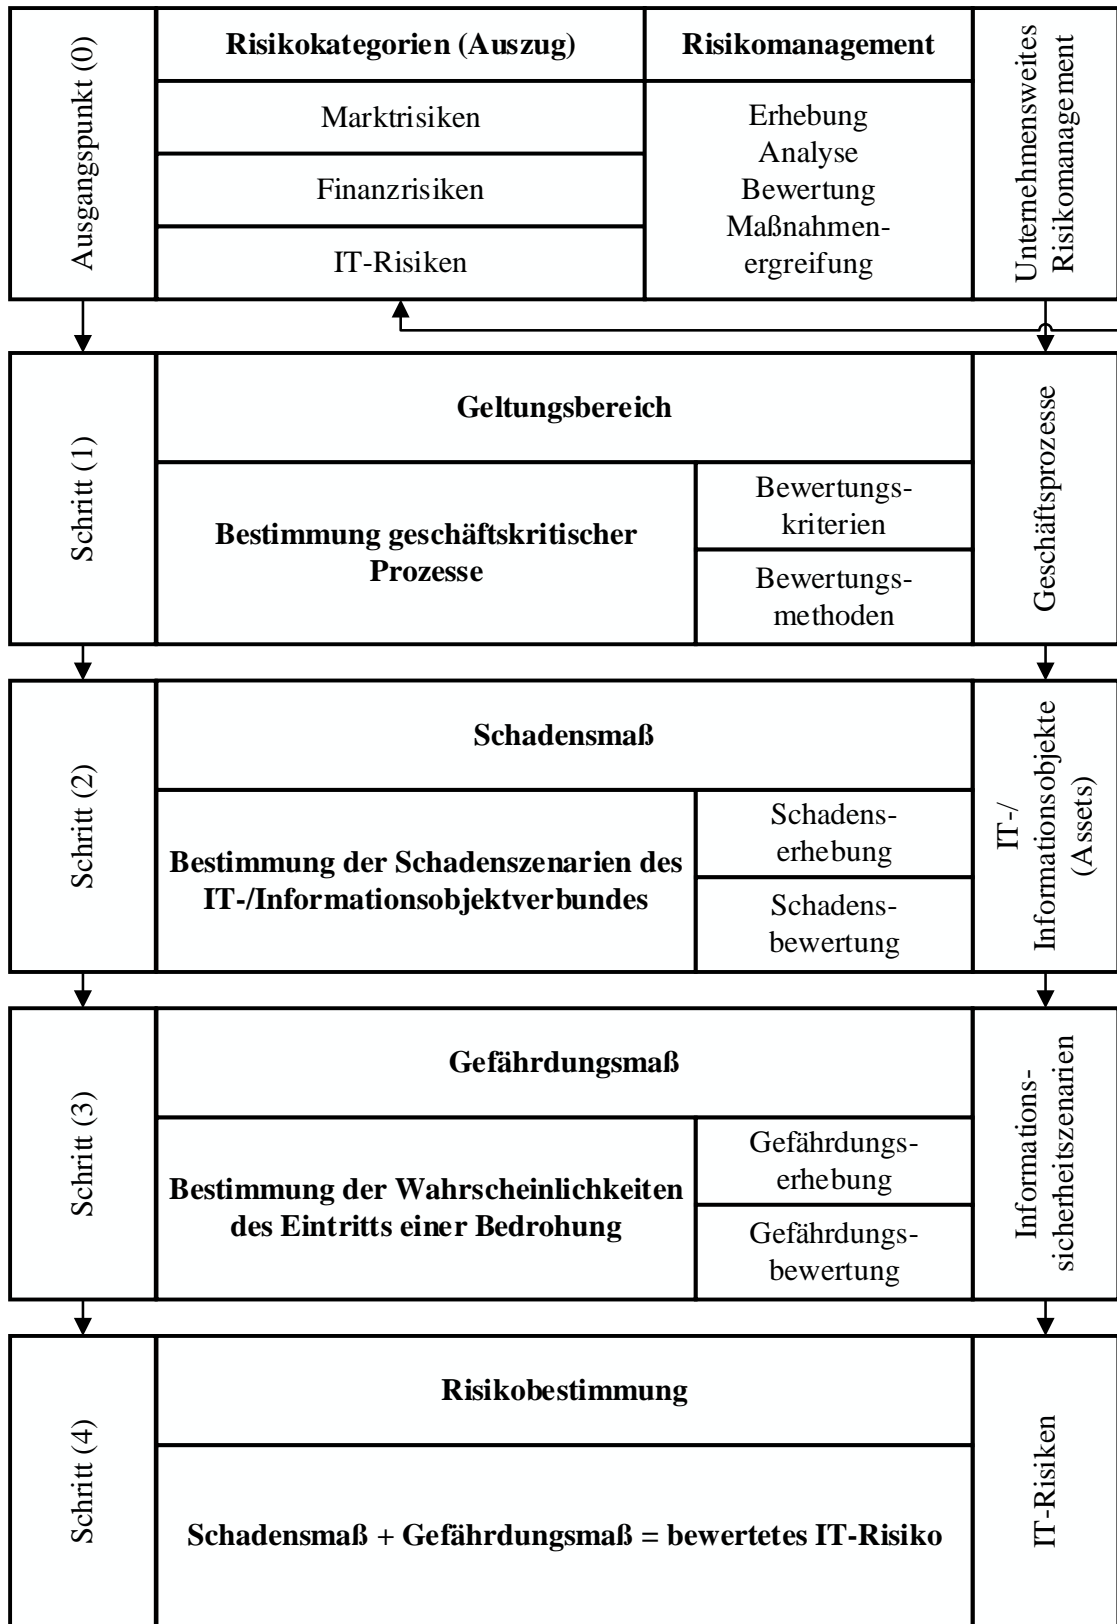 Ausgangspunkt (0)
Risikokategorien (Auszug)
Risikomanagement
Marktrisiken
Finanzrisiken
IT-Risiken
Erhebung
Analyse
Bewertung
Maßnahmen-
ergreifung
Unternehmensweites
Risikomanagement
Schritt (1)
Geltungsbereich
Bestimmung geschäftskritischer
Prozesse
Bewertungs-
kriterien
Bewertungs-
methoden
Geschäftsprozesse
Schritt (2)
Schadensmaß
Bestimmung der Schadenszenarien des
IT-/Informationsobjektverbundes
Schadens-
erhebung
Schadens-
bewertung
IT-/
Informationsobjekte
(Assets)
Schritt (3)
Gefährdungsmaß
Bestimmung der Wahrscheinlichkeiten
des Eintritts einer Bedrohung
Gefährdungs-
erhebung
Gefährdungs-
bewertung
Informations-
sicherheitszenarien
Schritt (4)
Risikobestimmung
Schadensmaß + Gefährdungsmaß = bewertetes IT-Risiko
IT-Risiken